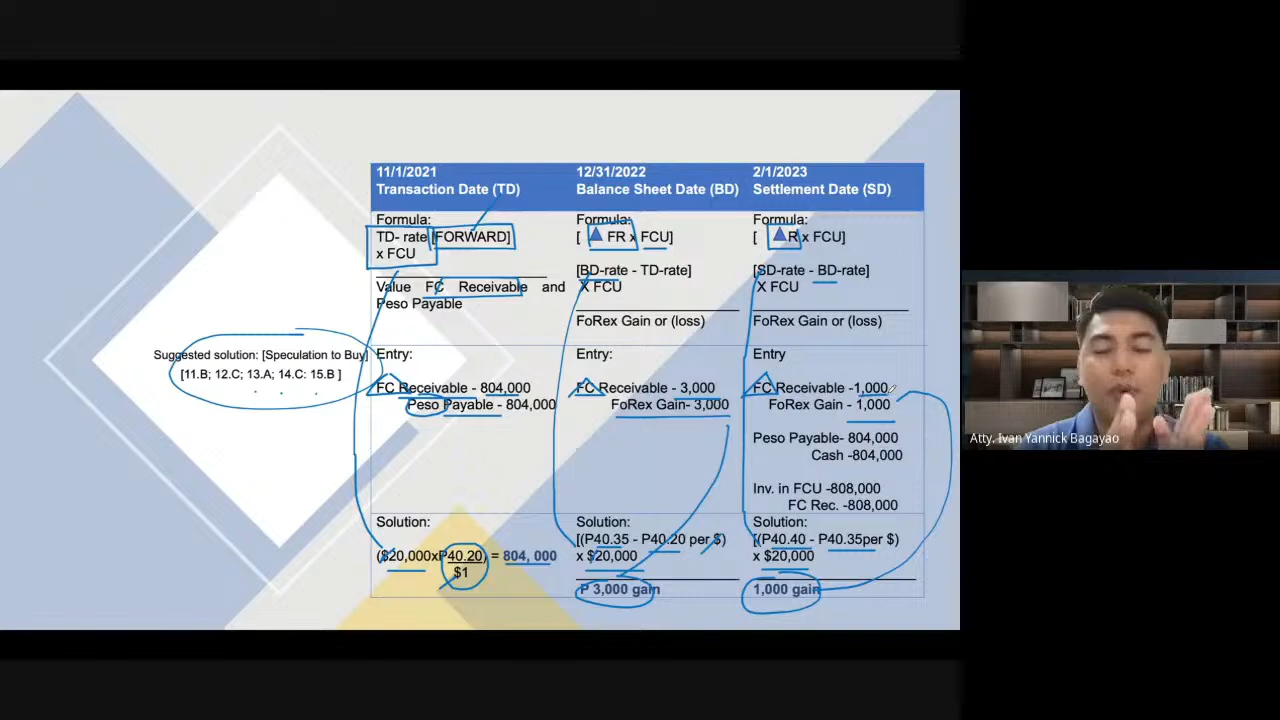 11/1/2021
Transaction Date (TD)
12/31/2022
Balance Sheet Date (BD)
2/1/2023
Settlement Date (SD)
Formula:
TD- rate [FORWARD]
x FCU
Value FC Receivable and
Peso Payable
Formula:
[ FR x FCU]
[BD-rate - TD-rate]
X FCU
FoRex Gain or (loss)
Formula:
[ R x FCU]
[SD-rate - BD-rate]
X FCU
FoRex Gain or (loss)
Suggested solution: [Speculation to Buy]
[11.B; 12.C; 13.A; 14.C: 15.B ]
Entry:
FC Receivable - 804,000
Peso Payable - 804,000
Entry:
FC Receivable - 3,000
FoRex Gain- 3,000
Entry
FC Receivable -1,000
FoRex Gain - 1,000
Peso Payable- 804,000
Cash -804,000
Inv. in FCU -808,000
FC Rec. -808,000
Solution:
($20,000xP40.20) = 804, 000
$1
Solution:
[(P40.35 - P40.20 per $)
x $20,000
P 3,000 gain
Solution:
[(P40.40 - P40.35per $)
x $20,000
1,000 gain
Atty. Ivan Yannick Bagayao